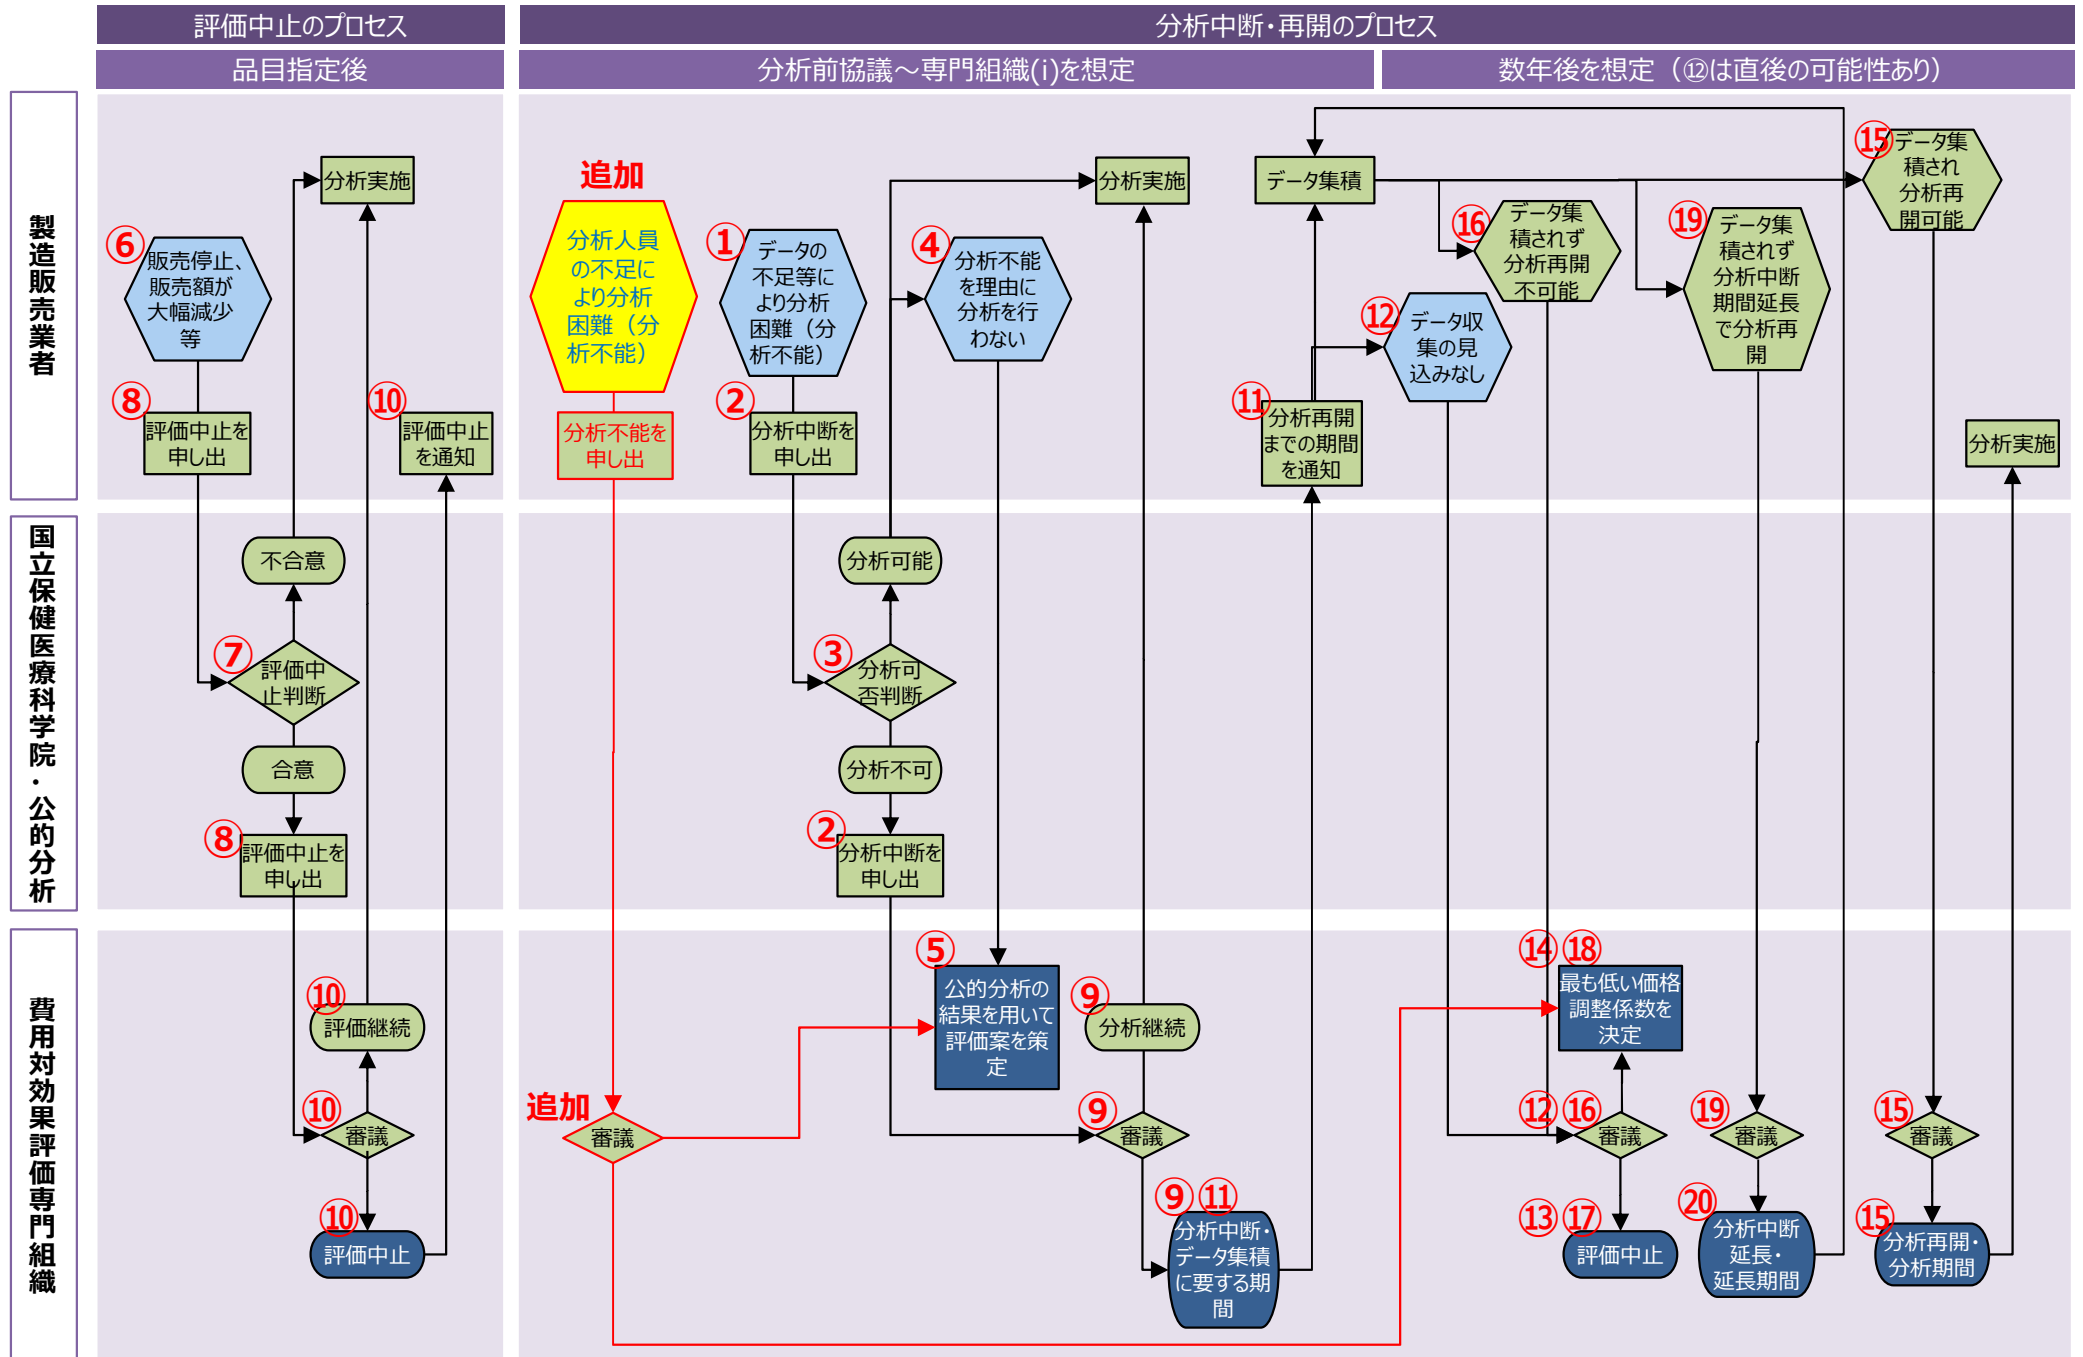 評価中止のプロセス
分析中断・再開のプロセス
品目指定後
分析前協議～専門組織(i)を想定
数年後を想定（⑫は直後の可能性あり）
製造販売業者
⑥
販売停止、
販売額が
大幅減少
等
⑧
評価中止を
申し出
分析実施
⑩
評価中止
を通知
追加
分析人員
の不足に
より分析
困難（分
析不能）
分析不能を
申し出
①
データの
不足等に
より分析
困難（分
析不能）
②
分析中断を
申し出
④
分析不能
を理由に
分析を行
わない
分析実施
データ集積
⑪
分析再開
までの期間
を通知
⑫
データ収
集の見
込みなし
⑯
データ集
積されず
分析再開
不可能
⑲
データ集
積されず
分析中断
期間延長
で分析再
開
⑮
データ集
積され
分析再
開可能
分析実施
国立保健医療科学院・公的分析
不合意
⑦
評価中
止判断
合意
⑧
評価中止を
申し出
分析可能
③
分析可
否判断
分析不可
②
分析中断を
申し出
費用対効果評価専門組織
⑩
評価継続
⑩
審議
⑩
評価中止
追加
審議
⑤
公的分析の
結果を用いて
評価案を策
定
⑨
分析継続
⑨
審議
⑨ ⑪
分析中断・
データ集積
に要する期
間
⑭ ⑱
最も低い価格
調整係数を
決定
⑫ ⑯
審議
⑬ ⑰
評価中止
⑲
審議
⑳
分析中断
延長・
延長期間
⑮
審議
⑮
分析再開・
分析期間